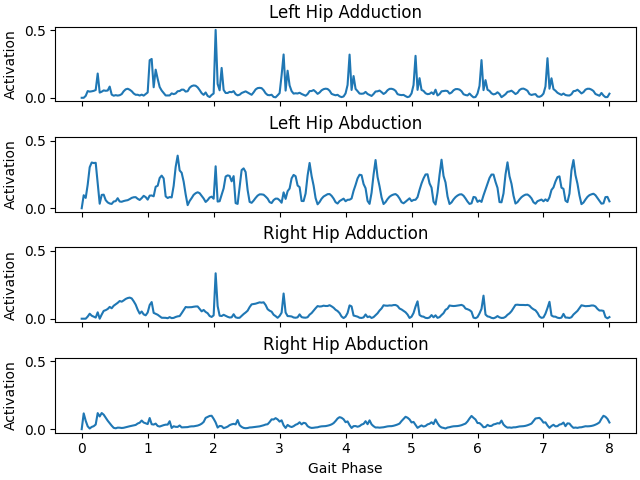 Left Hip Adduction
Activation
0.5
0.0
Left Hip Abduction
Activation
0.5
0.0
Right Hip Adduction
Activation
0.5
0.0
Right Hip Abduction
Activation
0.5
0.0
0 1 2 3 4 5 6 7 8
Gait Phase